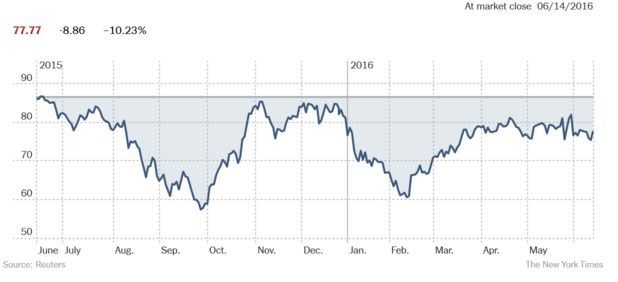 At market close 06/14/2016
77.77 -8.86 −10.23%
2015 2016
90
80
70
60
50
June July Aug. Sep. Oct. Nov. Dec. Jan. Feb. Mar. Apr. May
Source: Reuters The New York Times